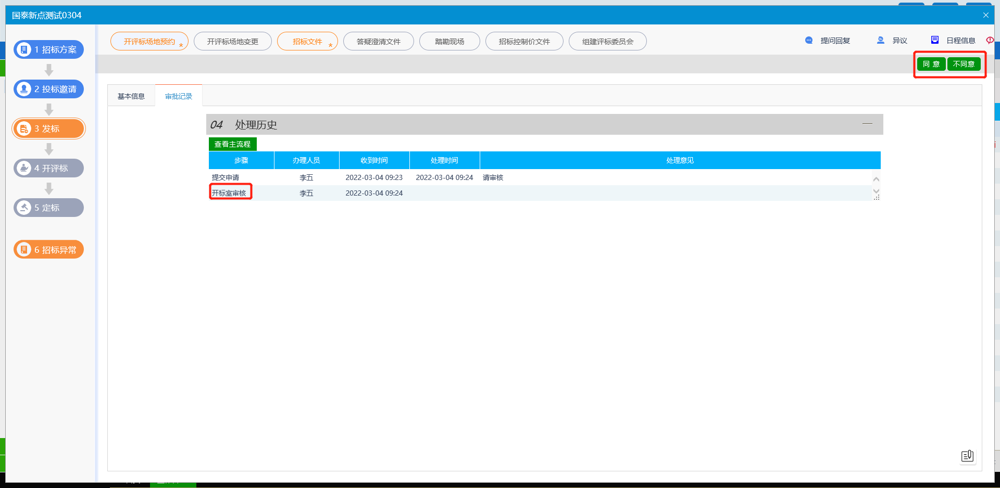 国泰新点测试0304
1 招标方案
2 投标邀请
3 发标
4 开评标
5 定标
6 招标异常
开评标场地预约 *
开评标场地变更
招标文件 *
答疑澄清文件
踏勘现场
招标控制价文件
组建评标委员会
提问回复
异议
日程信息
同 意
不同意
基本信息
审批记录
04 处理历史
查看主流程
步骤 办理人员 收到时间 处理时间 处理意见
提交申请 李五 2022-03-04 09:23 2022-03-04 09:24 请审核
开标室审核 李五 2022-03-04 09:24